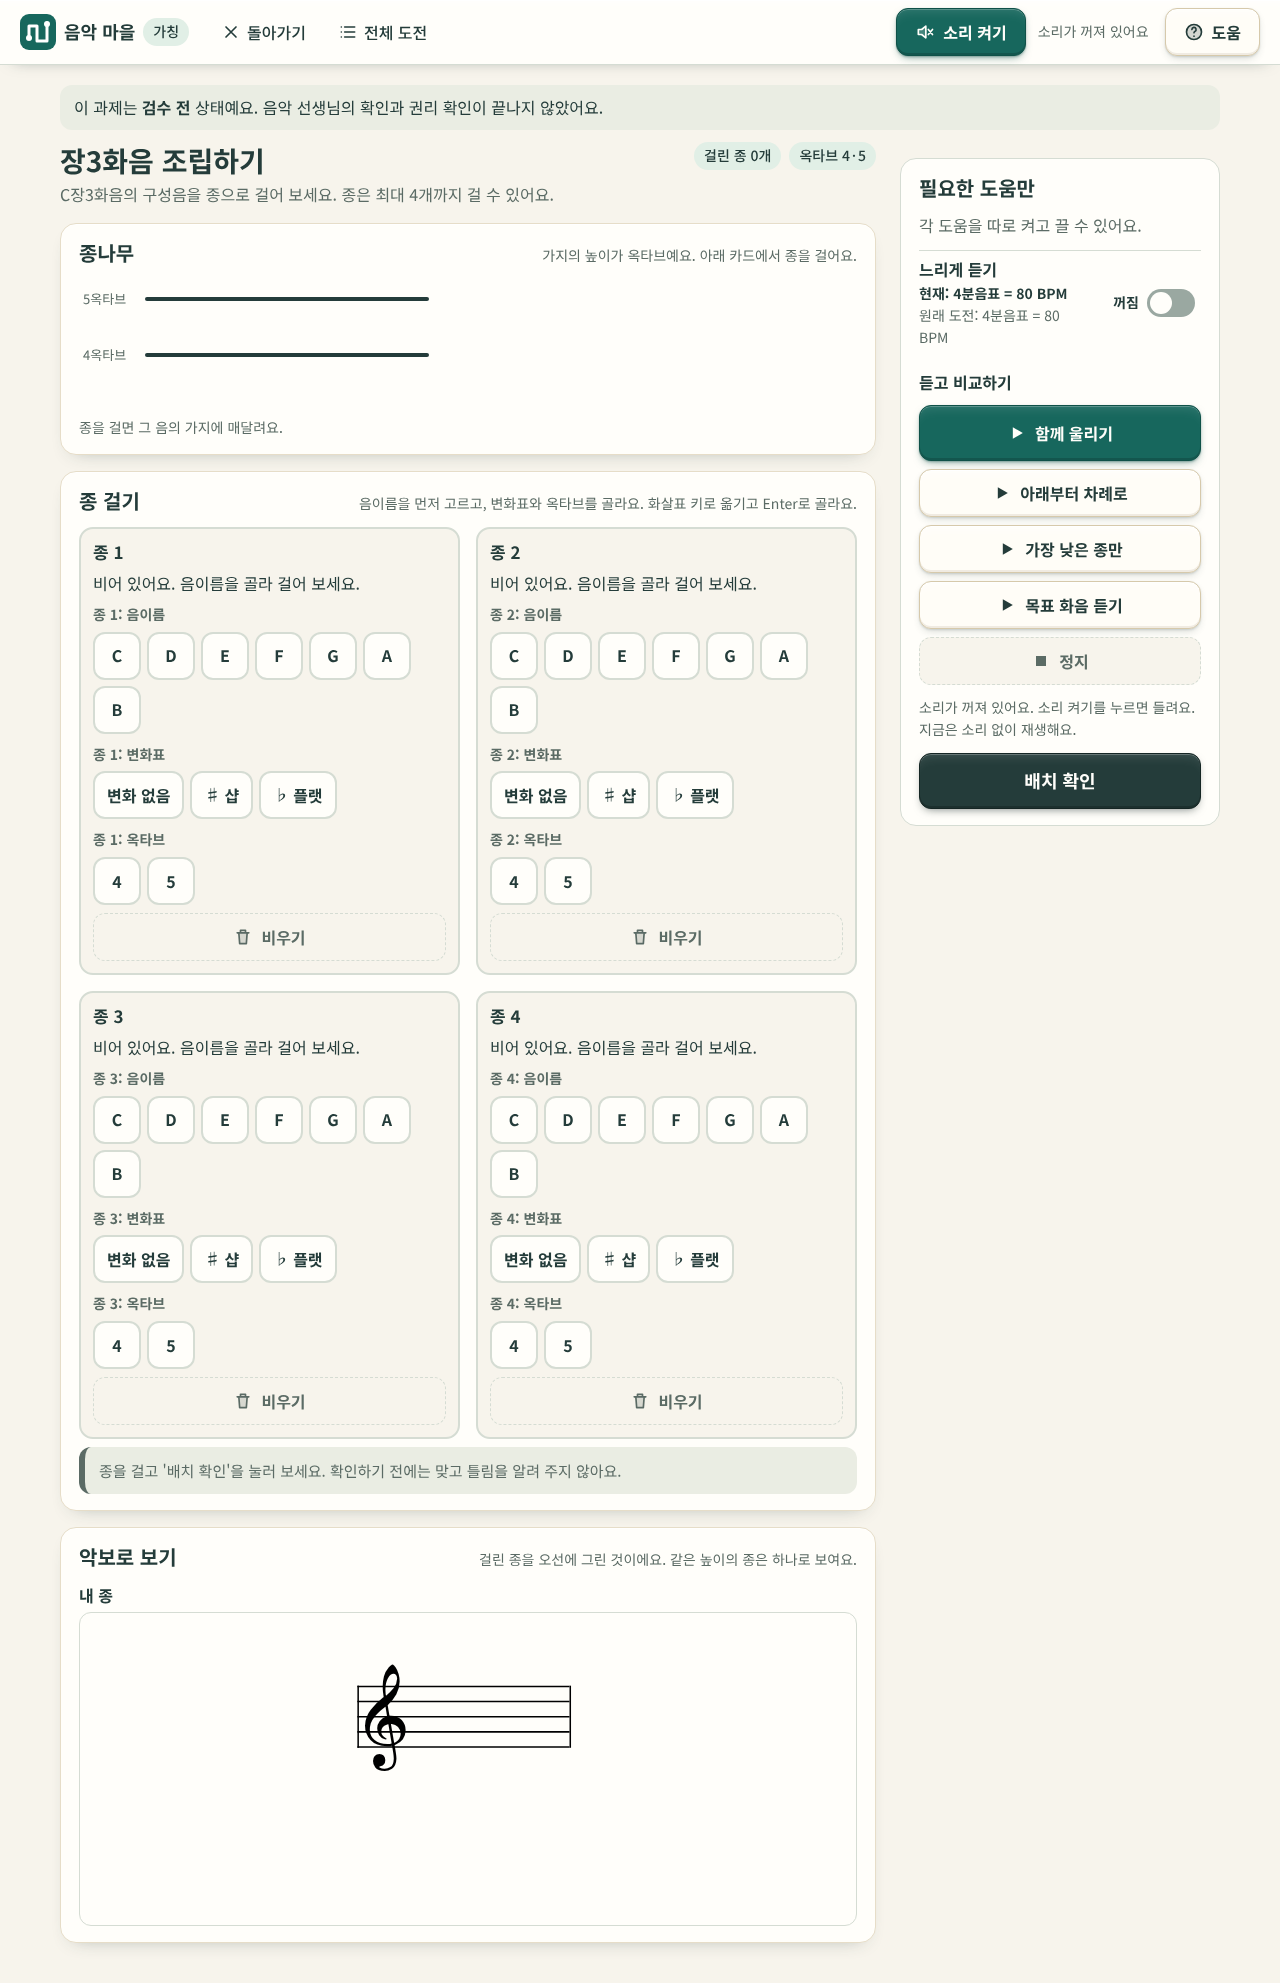 음악 마을 가칭 돌아가기 전체 도전 소리 켜기 소리가 꺼져 있어요 도움
이 과제는 검수 전 상태예요. 음악 선생님의 확인과 권리 확인이 끝나지 않았어요.
장3화음 조립하기
걸린 종 0개 옥타브 4·5
C장3화음의 구성음을 종으로 걸어 보세요. 종은 최대 4개까지 걸 수 있어요.
종나무
가지의 높이가 옥타브예요. 아래 카드에서 종을 걸어요.
5옥타브
4옥타브
종을 걸면 그 음의 가지에 매달려요.
종 걸기
음이름을 먼저 고르고, 변화표와 옥타브를 골라요. 화살표 키로 옮기고 Enter로 골라요.
종 1
비어 있어요. 음이름을 골라 걸어 보세요.
종 1: 음이름
C D E F G A
B
종 1: 변화표
변화 없음 ♯ 샵 ♭ 플랫
종 1: 옥타브
4 5
비우기
종 2
비어 있어요. 음이름을 골라 걸어 보세요.
종 2: 음이름
C D E F G A
B
종 2: 변화표
변화 없음 ♯ 샵 ♭ 플랫
종 2: 옥타브
4 5
비우기
종 3
비어 있어요. 음이름을 골라 걸어 보세요.
종 3: 음이름
C D E F G A
B
종 3: 변화표
변화 없음 ♯ 샵 ♭ 플랫
종 3: 옥타브
4 5
비우기
종 4
비어 있어요. 음이름을 골라 걸어 보세요.
종 4: 음이름
C D E F G A
B
종 4: 변화표
변화 없음 ♯ 샵 ♭ 플랫
종 4: 옥타브
4 5
비우기
종을 걸고 '배치 확인'을 눌러 보세요. 확인하기 전에는 맞고 틀림을 알려 주지 않아요.
악보로 보기
걸린 종을 오선에 그린 것이에요. 같은 높이의 종은 하나로 보여요.
내 종
필요한 도움만
각 도움을 따로 켜고 끌 수 있어요.
느리게 듣기
현재: 4분음표 = 80 BPM
원래 도전: 4분음표 = 80
BPM
꺼짐
듣고 비교하기
함께 울리기
아래부터 차례로
가장 낮은 종만
목표 화음 듣기
정지
소리가 꺼져 있어요. 소리 켜기를 누르면 들려요.
지금은 소리 없이 재생해요.
배치 확인